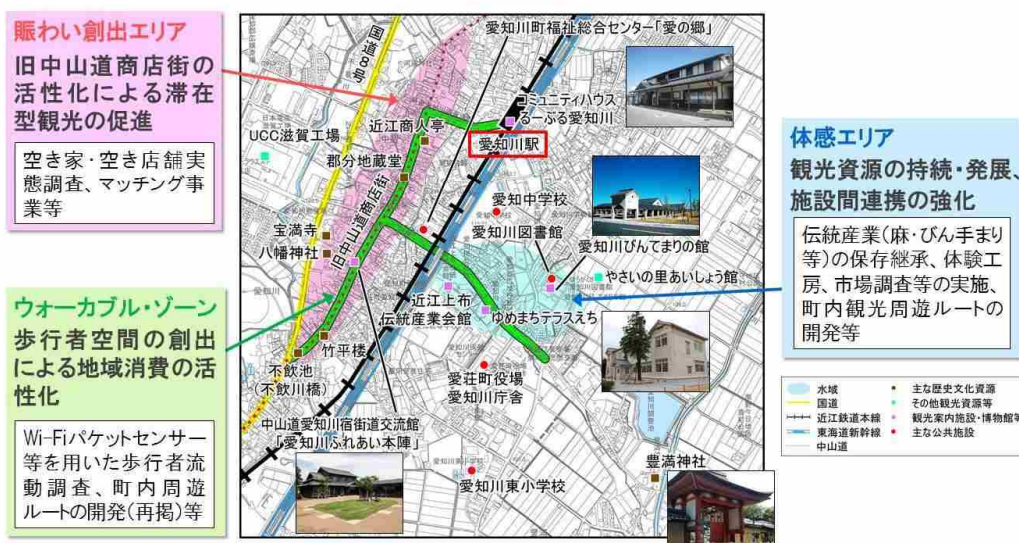 賑わい創出エリア
旧中山道商店街の
活性化による滞在
型観光の促進
空き家・空き店舗実
態調査、マッチング事
業等
ウォーカブル・ゾーン
歩行者空間の創出
による地域消費の活
性化
Wi-Fiパケットセンサー
等を用いた歩行者流
動調査、町内周遊
ルートの開発(再掲)等
国道8号
愛知川町福祉総合センター「愛の郷」
コミュニティハウス
るーぶる愛知川
愛知川駅
近江商人亭
UCC滋賀工場
郡分地蔵堂
旧中山道商店街
愛知中学校
愛知川図書館
愛知川びんてまりの館
宝満寺
八幡神社
やさいの里あいしょう館
近江上布
伝統産業会館
ゆめまちテラスえち
竹平楼
不飲池
(不飲川橋)
愛荘町役場
愛知川庁舎
中山道愛知川宿街道交流館
「愛知川ふれあい本陣」
愛知川東小学校
豊満神社
体感エリア
観光資源の持続・発展、
施設間連携の強化
伝統産業(麻・びん手まり
等)の保存継承、体験工
房、市場調査等の実施、
町内観光周遊ルートの
開発等
水域
国道
近江鉄道本線
東海道新幹線
中山道
主な歴史文化資源
その他観光資源等
観光案内施設・博物館等
主な公共施設